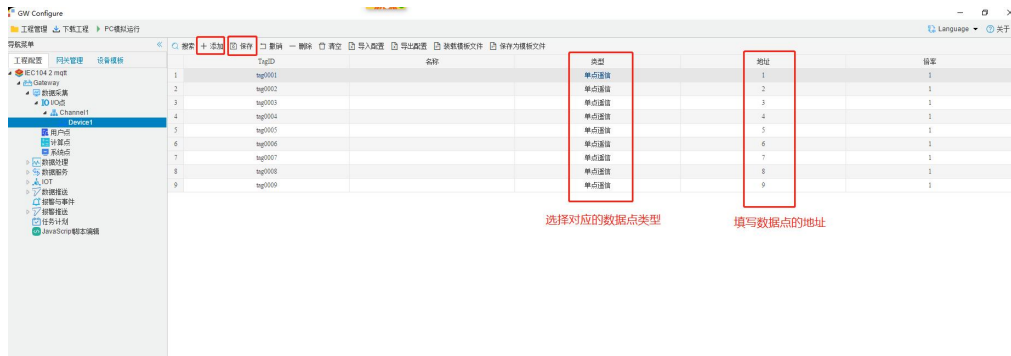 GW Configure
工程管理 下载工程 PC模拟运行 Language 关于
导航菜单 搜索 添加 保存 撤销 删除 清空 导入配置 导出配置 装载模板文件 保存为模板文件
工程配置 网关管理 设备模板
TagID 名称 类型 地址 倍率
IEC104 2 mqtt
Gateway
数据采集
IO I/O点
Channel1
Device1
用户点
计算点
系统点
数据处理
数据服务
IOT
数据推送
报警与事件
报警推送
任务计划
JavaScript脚本编辑
1 tag0001 单点遥信 1 1
2 tag0002 单点遥信 2 1
3 tag0003 单点遥信 3 1
4 tag0004 单点遥信 4 1
5 tag0005 单点遥信 5 1
6 tag0006 单点遥信 6 1
7 tag0007 单点遥信 7 1
8 tag0008 单点遥信 8 1
9 tag0009 单点遥信 9 1
选择对应的数据点类型
填写数据点的地址